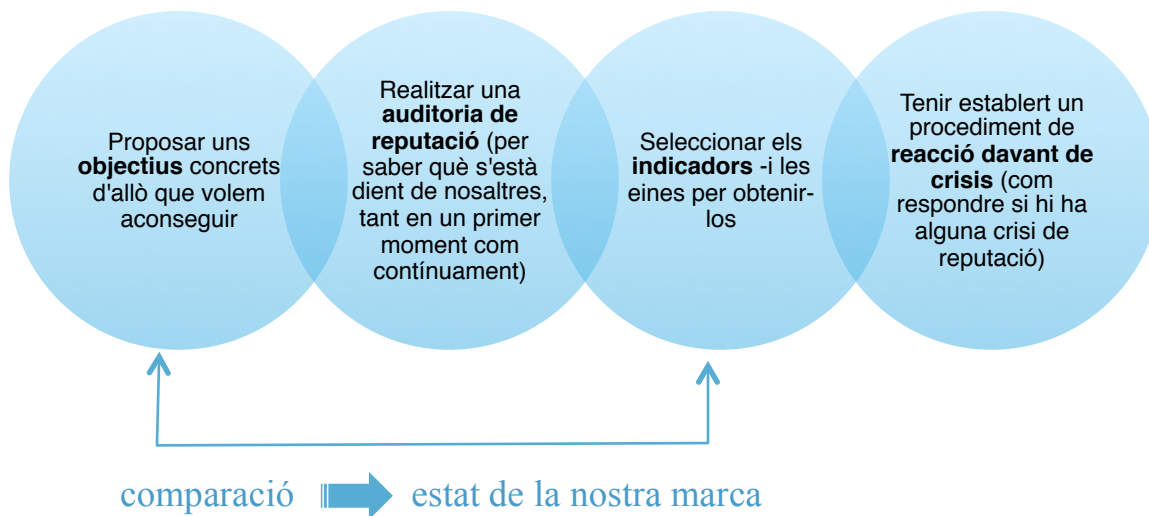 Proposar uns
objectius concrets
d'allò que volem
aconseguir
Realitzar una
auditoria de
reputació (per
saber què s'està
dient de nosaltres,
tant en un primer
moment com
contínuament)
Seleccionar els
indicadors -i les
eines per obtenir-
los
Tenir establert un
procediment de
reacció davant de
crisis (com
respondre si hi ha
alguna crisi de
reputació)
comparació estat de la nostra marca